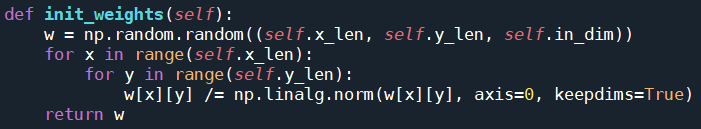 def init_weights(self):
    w = np.random.random((self.x_len, self.y_len, self.in_dim))
    for x in range(self.x_len):
        for y in range(self.y_len):
            w[x][y] /= np.linalg.norm(w[x][y], axis=0, keepdims=True)
    return w